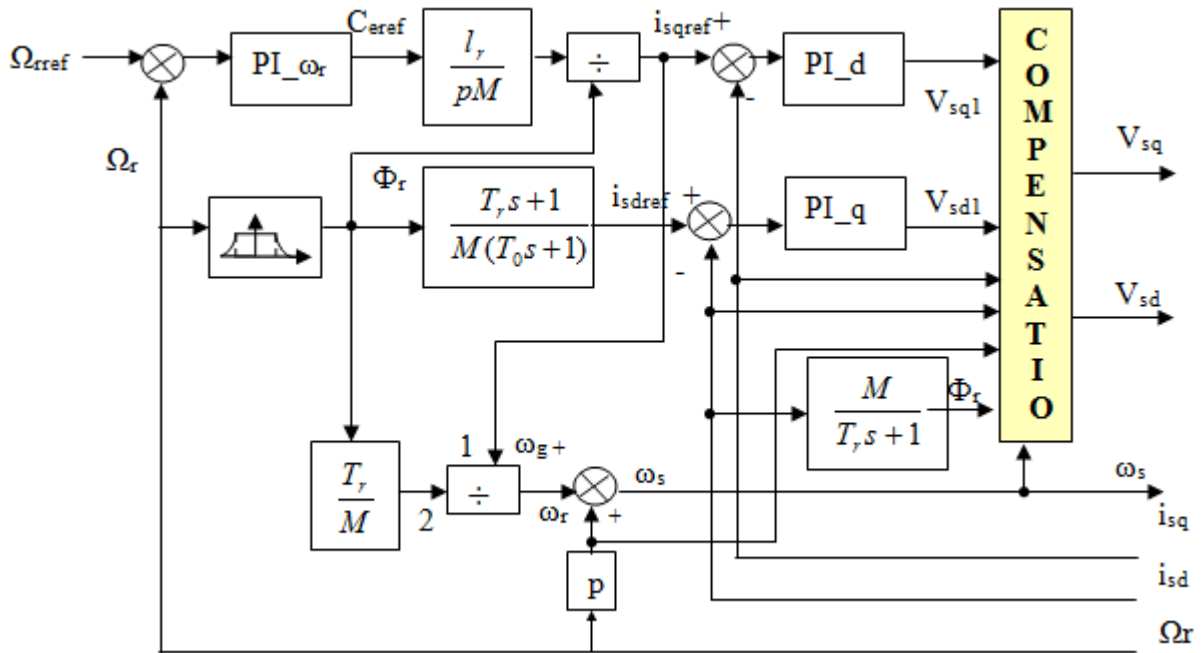 Ωrref
PI_ωr
Ceref
lr
pM
÷
isqref+
-
PI_d
Vsq1
C
O
M
P
E
N
S
A
T
I
O
Vsq
Ωr
Φr
Trs+1
M(T0s+1)
isdref +
-
PI_q
Vsd1
Vsd
M
Trs+1
Φr
Tr
M
2
1
÷
ωg+
ωr
+
ωs
ωs
isq
p
isd
Ωr